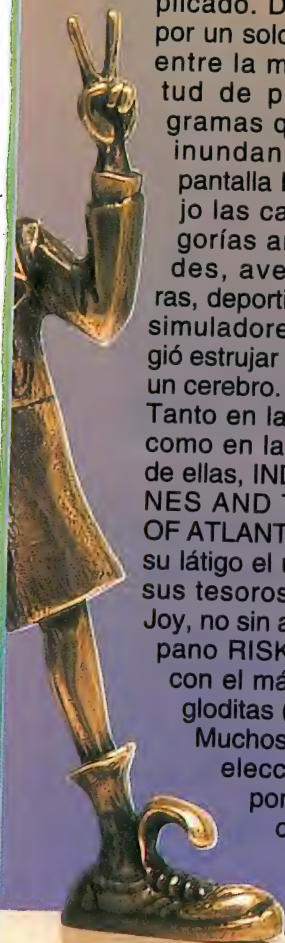 plicado. D
por un solo
entre la m
tud de p
gramas q
inundan
pantalla b
jo las ca
gorías ar
des, ave
ras, deporti
simuladore
gió estrujar
un cerebro.
Tanto en la
como en la
de ellas, IND
NES AND T
OF ATLANT
su látigo el u
sus tesoros
Joy, no sin a
pano RISK
con el má
gloditas (
Muchos
elecc
por
c